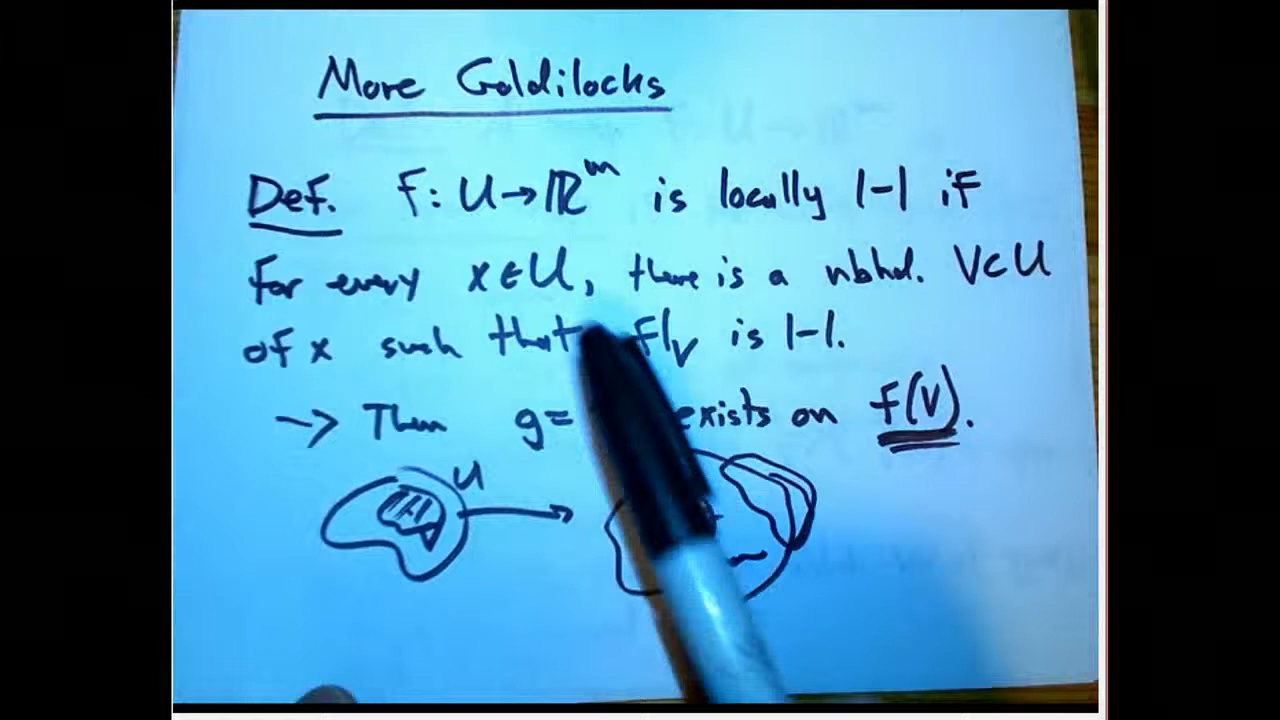 More Goldilocks
Def. f: U→ℝᵐ is locally 1-1 if
for every x∈U, there is a nbhd. V⊂U
of x such that f|ᵥ is 1-1.
→ Then g= exists on f(V).
U